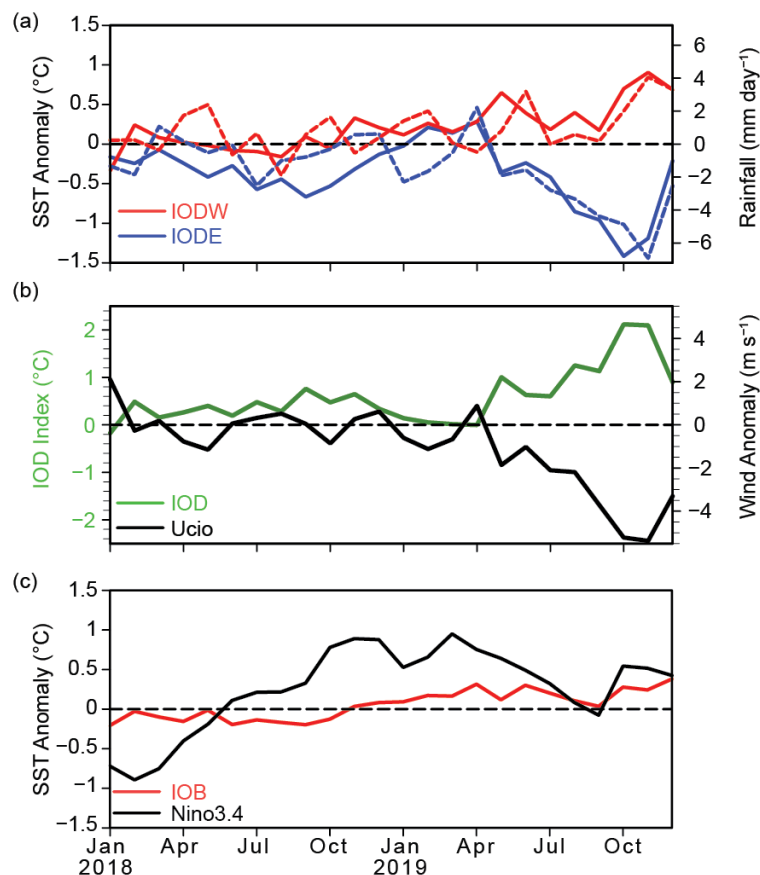 (a)
1.5
1
0.5
0
−0.5
−1
−1.5
SST Anomaly (°C)
6
4
2
0
−2
−4
−6
Rainfall (mm day⁻¹)
IODW
IODE
(b)
2
1
0
−1
−2
IOD Index (°C)
4
2
0
−2
−4
Wind Anomaly (m s⁻¹)
IOD
Ucio
(c)
1.5
1
0.5
0
−0.5
−1
−1.5
SST Anomaly (°C)
IOB
Nino3.4
Jan Apr Jul Oct Jan Apr Jul Oct
2018 2019